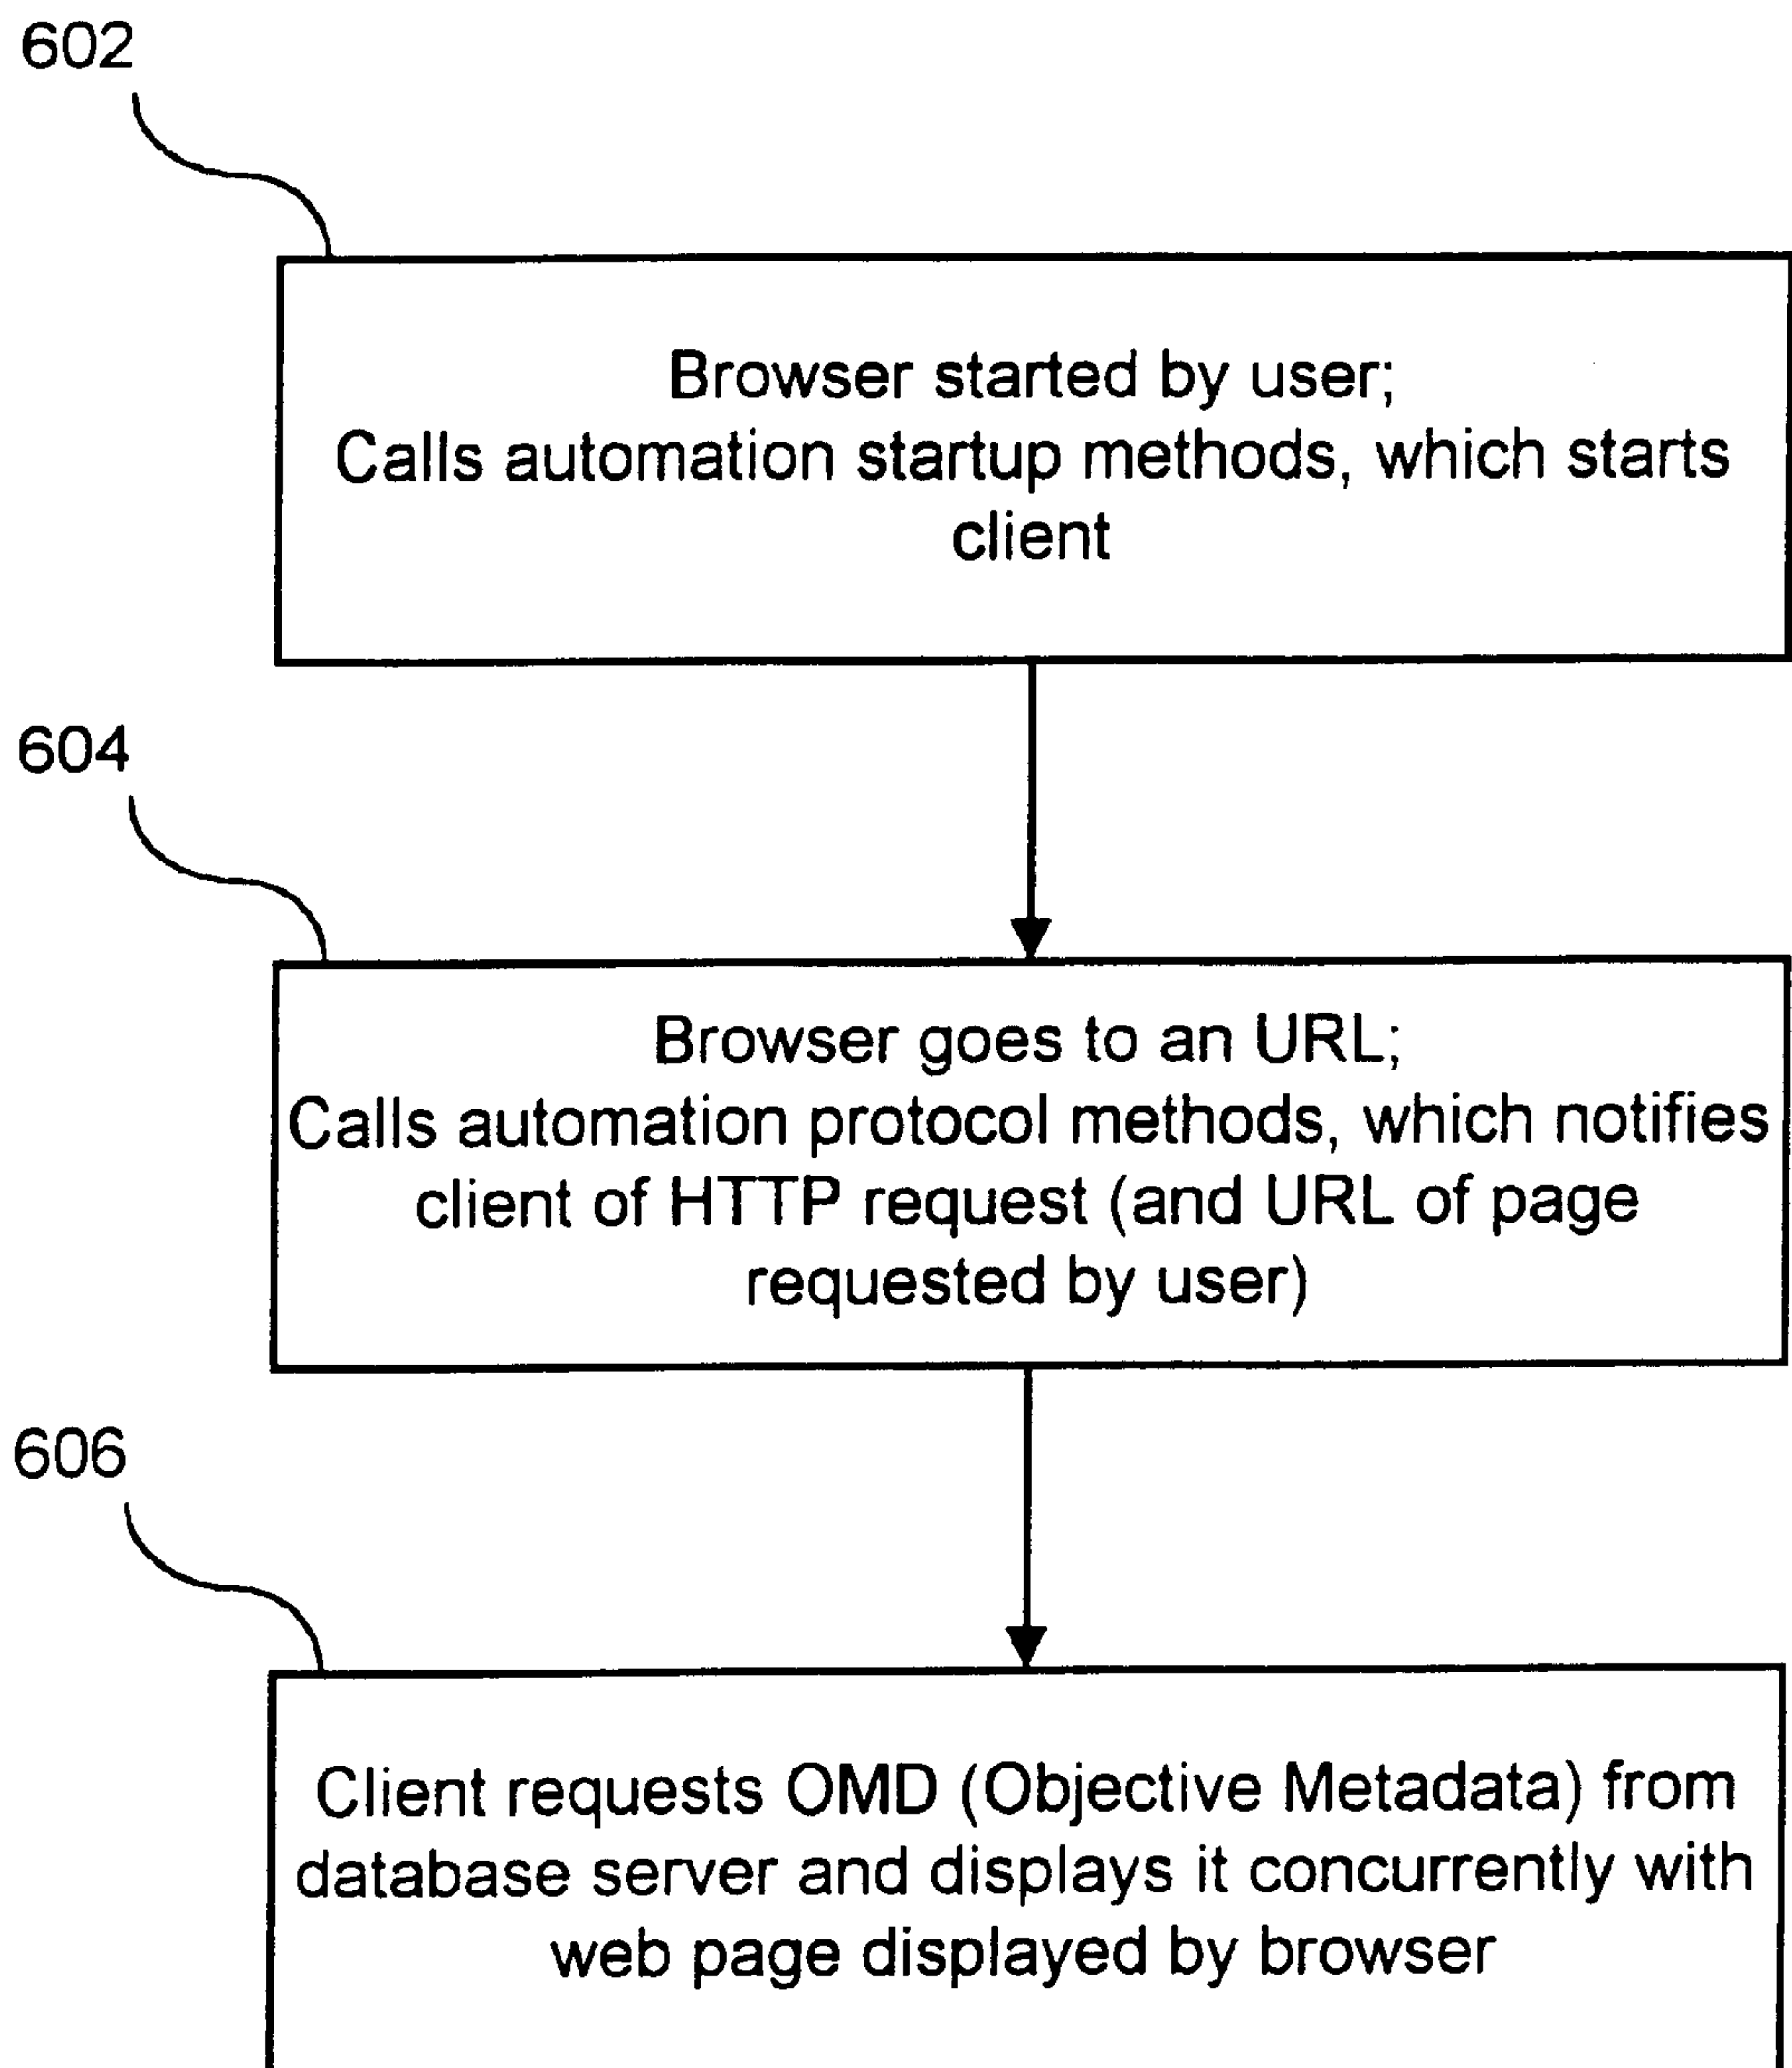 602
Browser started by user;
Calls automation startup methods, which starts
client
604
Browser goes to an URL;
Calls automation protocol methods, which notifies
client of HTTP request (and URL of page
requested by user)
606
Client requests OMD (Objective Metadata) from
database server and displays it concurrently with
web page displayed by browser